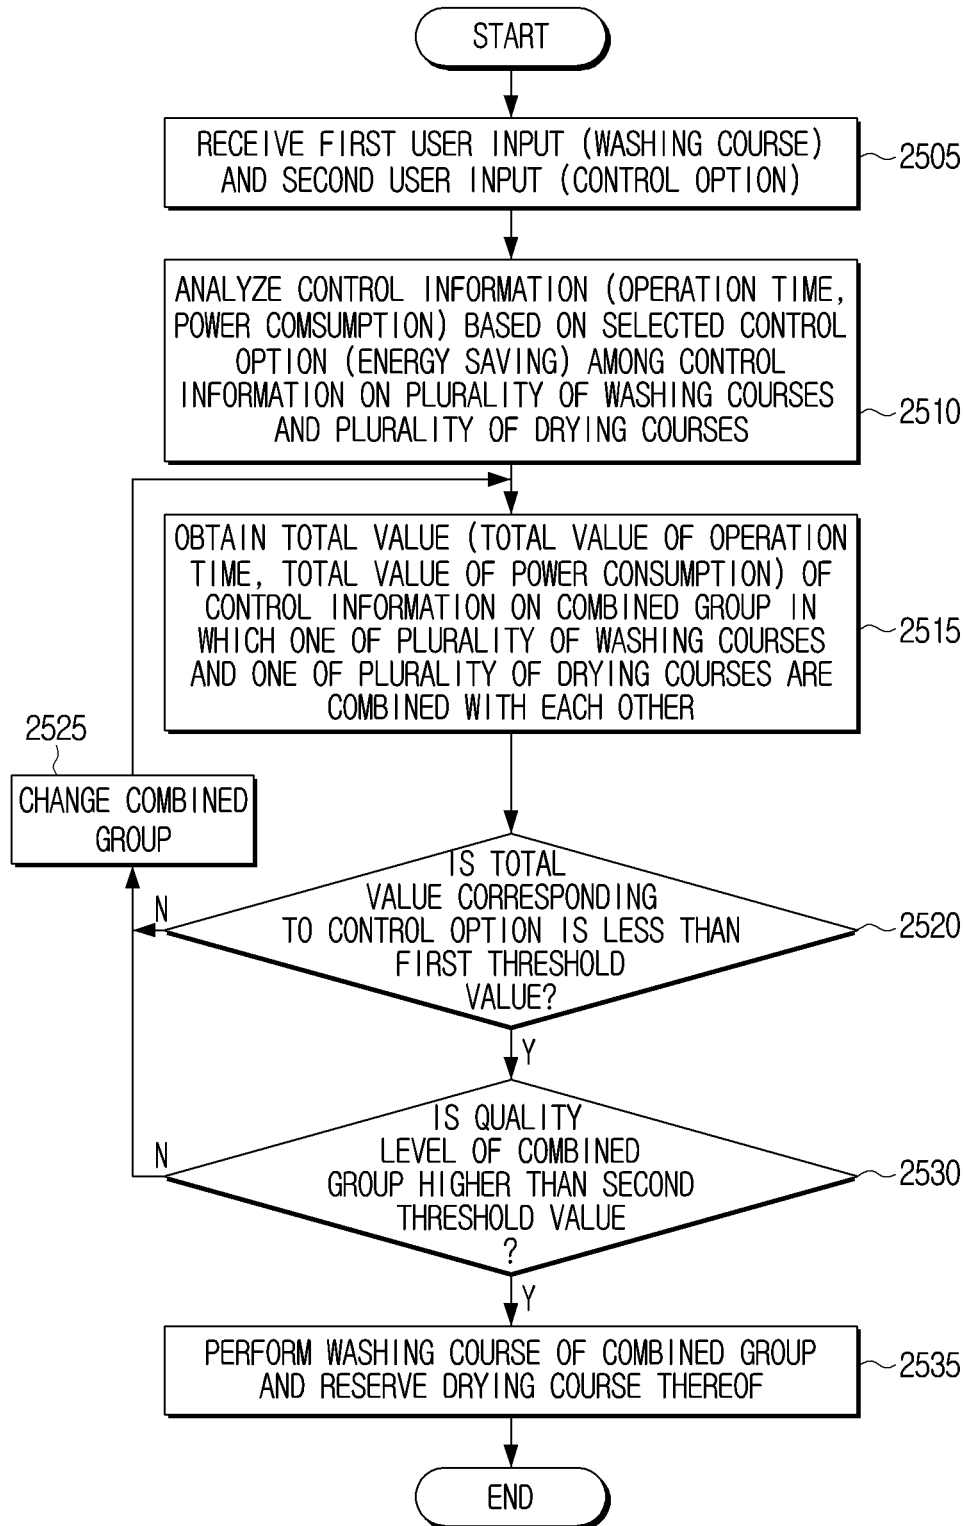 START
RECEIVE FIRST USER INPUT (WASHING COURSE)
AND SECOND USER INPUT (CONTROL OPTION)
2505
ANALYZE CONTROL INFORMATION (OPERATION TIME,
POWER COMSUMPTION) BASED ON SELECTED CONTROL
OPTION (ENERGY SAVING) AMONG CONTROL
INFORMATION ON PLURALITY OF WASHING COURSES
AND PLURALITY OF DRYING COURSES
2510
OBTAIN TOTAL VALUE (TOTAL VALUE OF OPERATION
TIME, TOTAL VALUE OF POWER CONSUMPTION) OF
CONTROL INFORMATION ON COMBINED GROUP IN
WHICH ONE OF PLURALITY OF WASHING COURSES
AND ONE OF PLURALITY OF DRYING COURSES ARE
COMBINED WITH EACH OTHER
2515
2525
CHANGE COMBINED
GROUP
IS TOTAL
VALUE CORRESPONDING
TO CONTROL OPTION IS LESS THAN
FIRST THRESHOLD
VALUE?
2520
N
Y
IS QUALITY
LEVEL OF COMBINED
GROUP HIGHER THAN SECOND
THRESHOLD VALUE
?
2530
N
Y
PERFORM WASHING COURSE OF COMBINED GROUP
AND RESERVE DRYING COURSE THEREOF
2535
END